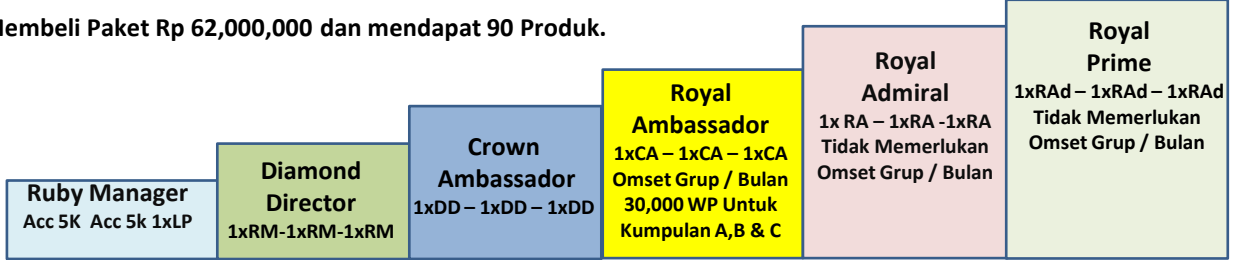 Membeli Paket Rp 62,000,000 dan mendapat 90 Produk.
Ruby Manager
Acc 5K Acc 5k 1xLP
Diamond
Director
1xRM-1xRM-1xRM
Crown
Ambassador
1xDD – 1xDD – 1xDD
Royal
Ambassador
1xCA – 1xCA – 1xCA
Omset Grup / Bulan
30,000 WP Untuk
Kumpulan A,B & C
Royal
Admiral
1x RA – 1xRA -1xRA
Tidak Memerlukan
Omset Grup / Bulan
Royal
Prime
1xRAd – 1xRAd – 1xRAd
Tidak Memerlukan
Omset Grup / Bulan